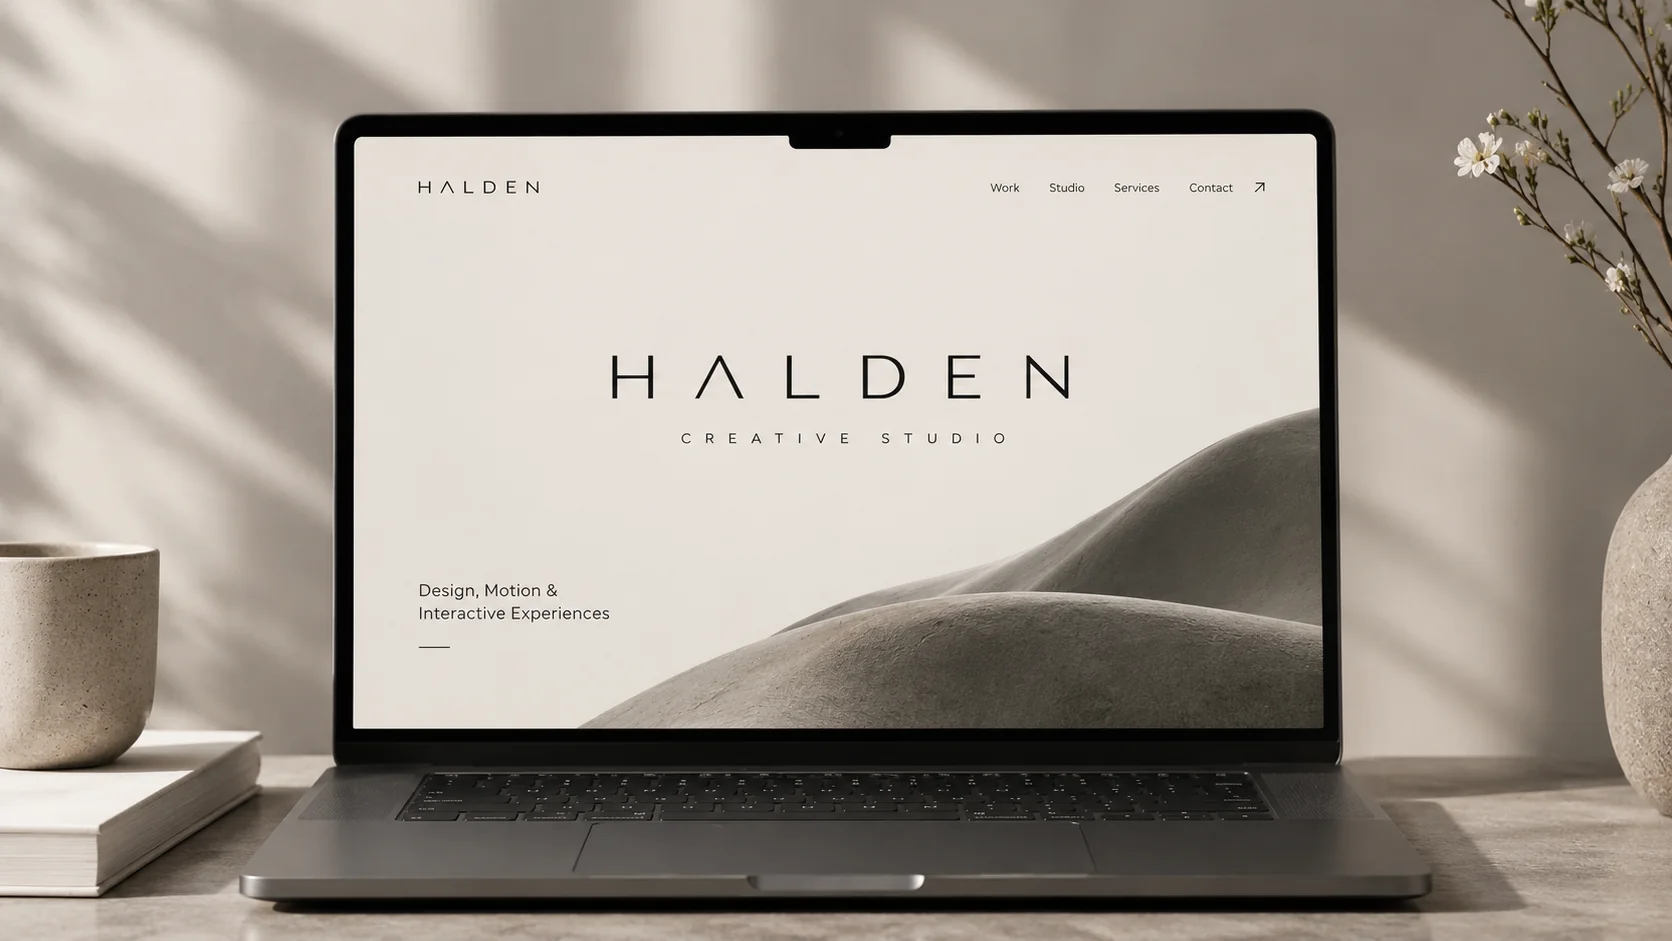 HALDEN
Work Studio Services Contact
HALDEN
CREATIVE STUDIO
Design, Motion &
Interactive Experiences